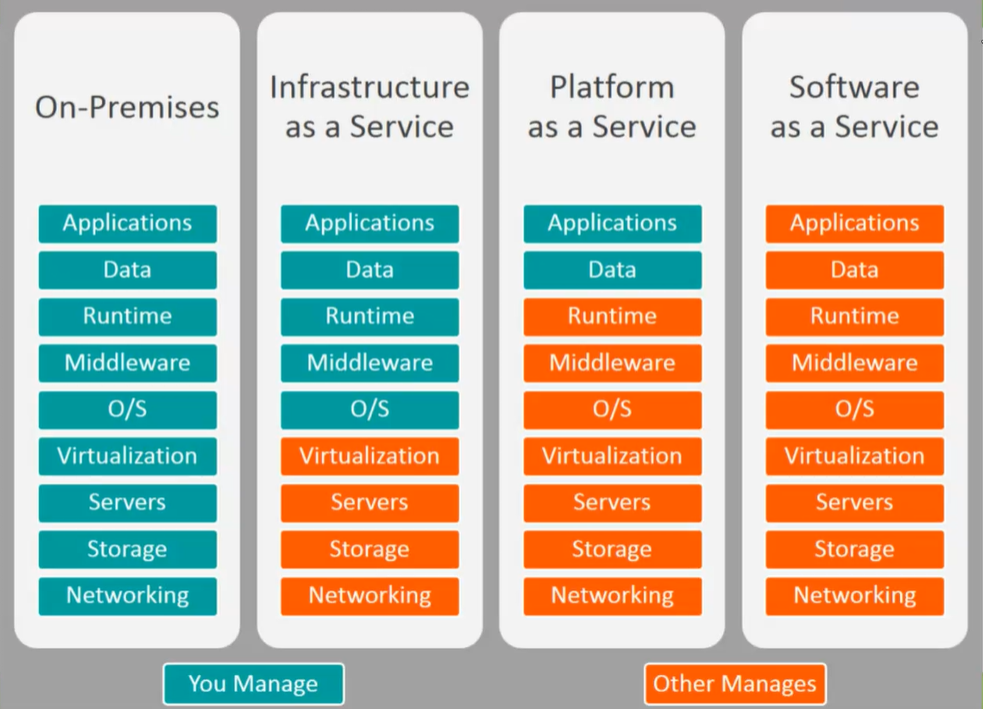 On-Premises
Applications
Data
Runtime
Middleware
O/S
Virtualization
Servers
Storage
Networking
Infrastructure
as a Service
Applications
Data
Runtime
Middleware
O/S
Virtualization
Servers
Storage
Networking
Platform
as a Service
Applications
Data
Runtime
Middleware
O/S
Virtualization
Servers
Storage
Networking
Software
as a Service
Applications
Data
Runtime
Middleware
O/S
Virtualization
Servers
Storage
Networking
You Manage
Other Manages